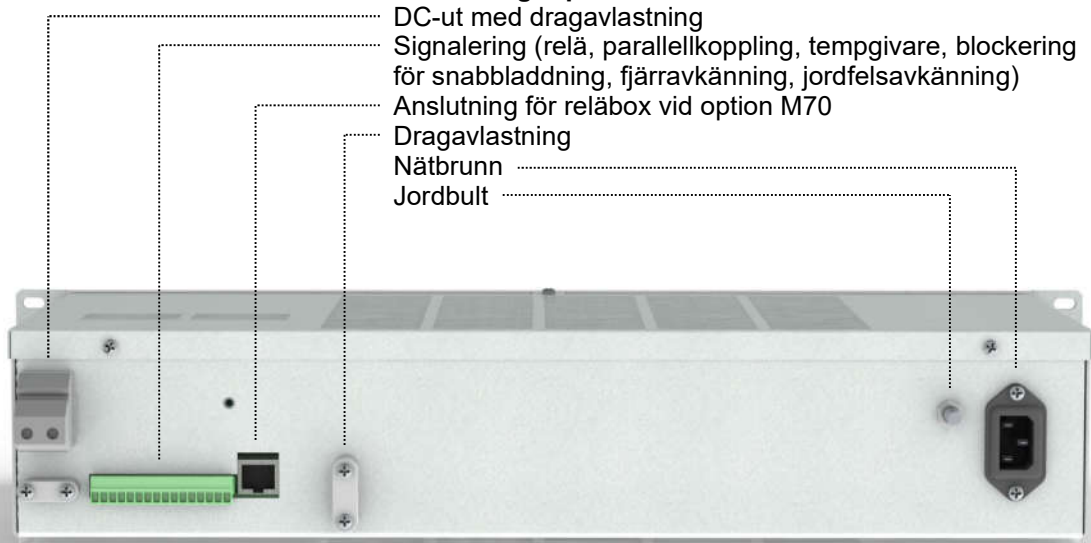 DC-ut med dragavlastning
Signalering (relä, parallellkoppling, tempgivare, blockering
för snabbladdning, fjärravkänning, jordfelsavkänning)
Anslutning för reläbox vid option M70
Dragavlastning
Nätbrunn
Jordbult